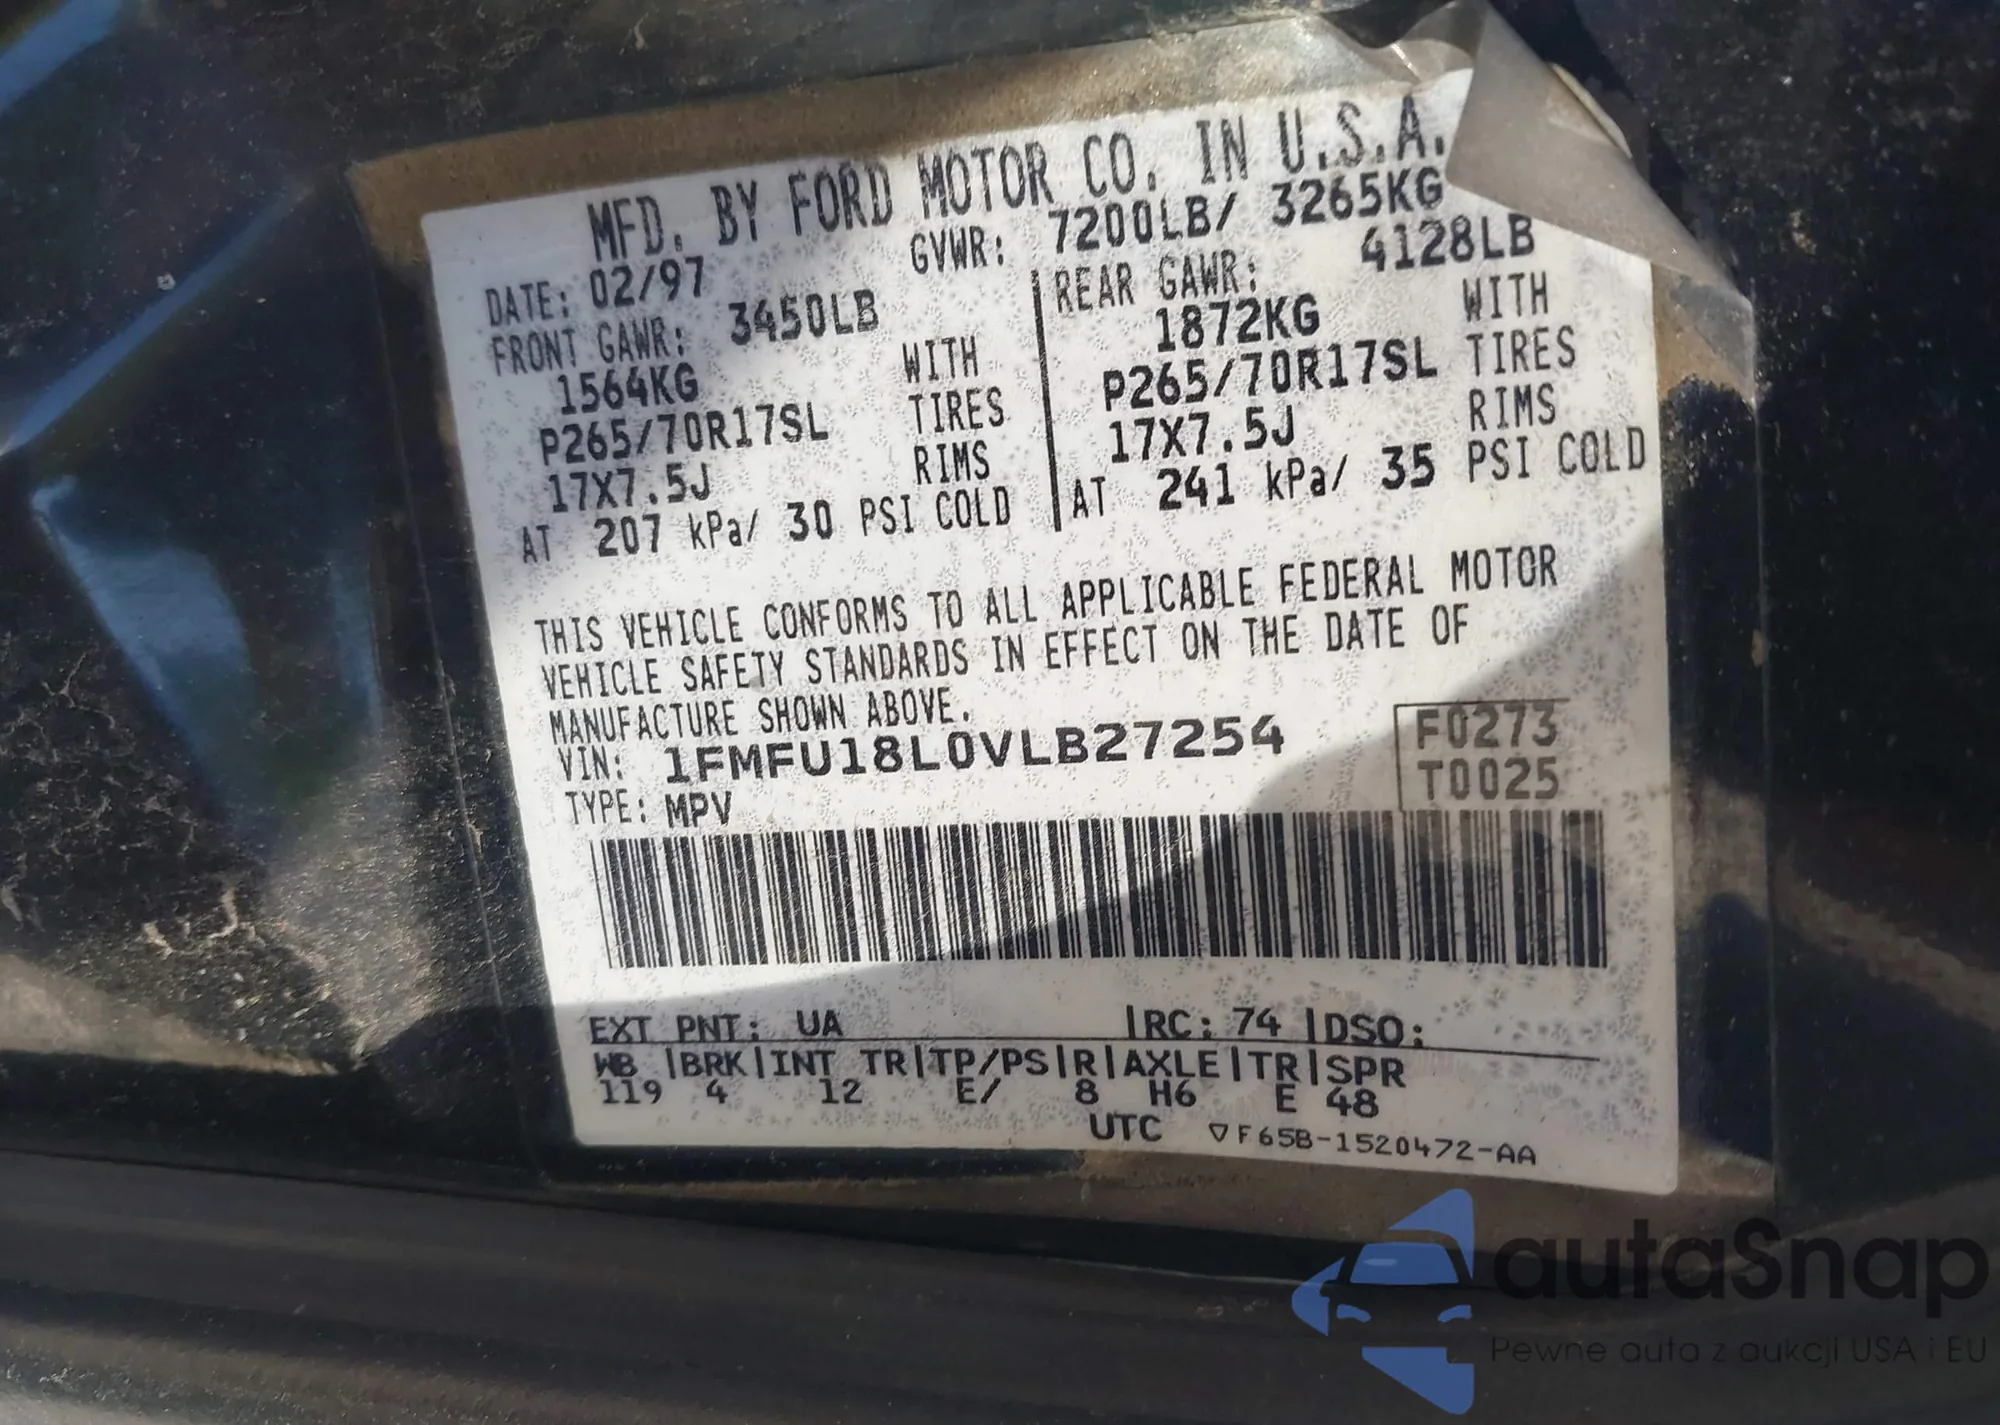 MFD. BY FORD MOTOR CO. IN U.S.A.
DATE: 02/97 GVWR: 7200LB/ 3265KG
FRONT GAWR: 3450LB REAR GAWR: 4128LB
1564KG WITH 1872KG WITH
P265/70R17SL TIRES P265/70R17SL TIRES
17X7.5J RIMS 17X7.5J RIMS
AT 207 kPa/ 30 PSI COLD AT 241 kPa/ 35 PSI COLD
THIS VEHICLE CONFORMS TO ALL APPLICABLE FEDERAL MOTOR
VEHICLE SAFETY STANDARDS IN EFFECT ON THE DATE OF
MANUFACTURE SHOWN ABOVE.
VIN: 1FMFU18L0VLB27254 F0273
TYPE: MPV T0025
EXT PNT: UA |RC: 74 |DSO:
WB |BRK|INT TR|TP/PS|R|AXLE|TR|SPR
119 4 12 E/ 8 H6 E 48
UTC ▽F65B-1520472-AA
autaSnap
Pewne auta z aukcji USA i EU